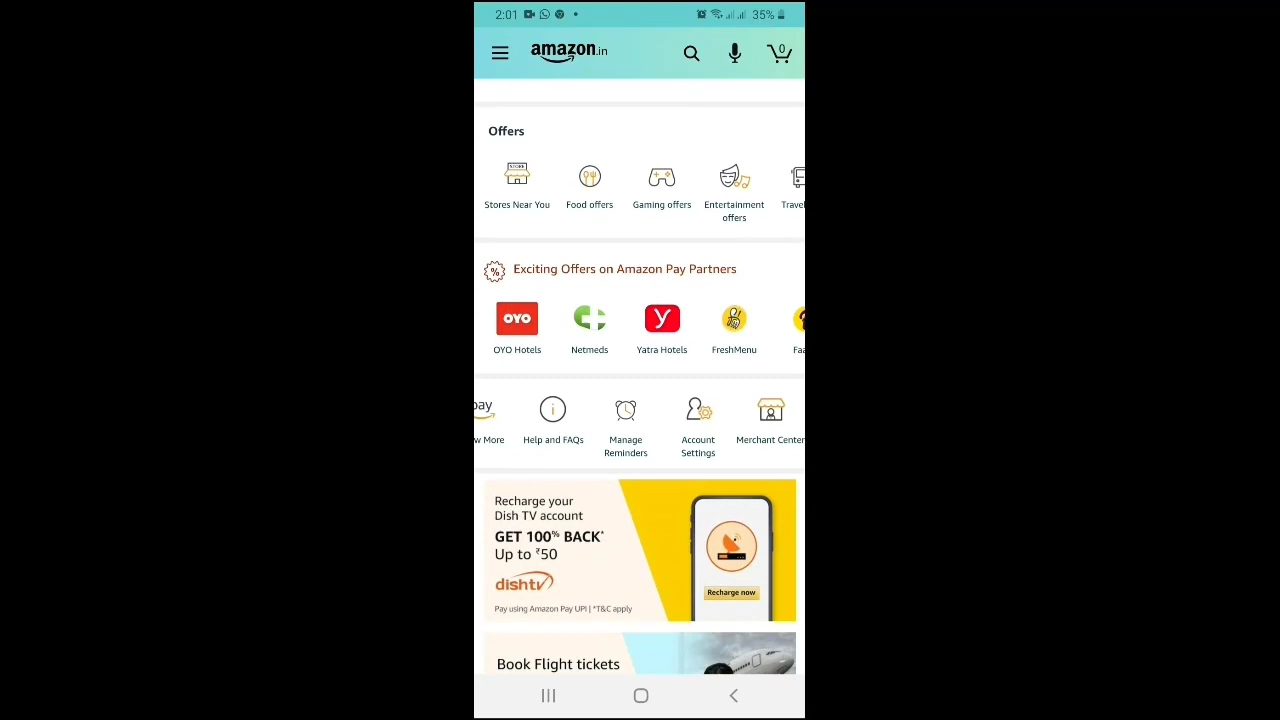 2:01
35%
amazon.in
0
Offers
STORE
Stores Near You
Food offers
Gaming offers
Entertainment
offers
Travel
Exciting Offers on Amazon Pay Partners
OYO
OYO Hotels
Netmeds
Y
Yatra Hotels
FreshMenu
Faa
pay
w More
Help and FAQs
Manage
Reminders
Account
Settings
Merchant Center
Recharge your
Dish TV account
GET 100% BACK*
Up to ₹50
dishtv
Pay using Amazon Pay UPI | *T&C apply
Recharge now
Book Flight tickets